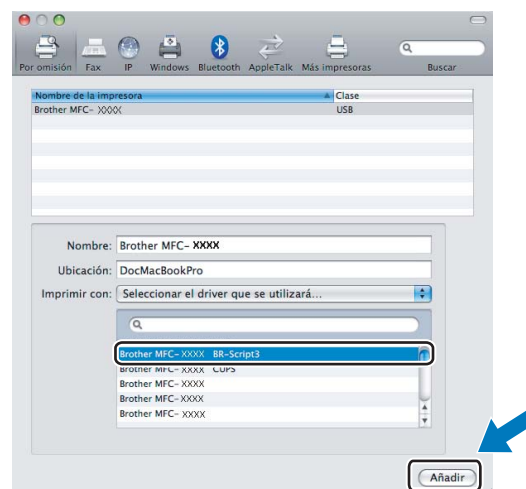 Por omisión Fax IP Windows Bluetooth AppleTalk Más impresoras Buscar
Nombre de la impresora Clase
Brother MFC- XXXX USB
Nombre: Brother MFC- XXXX
Ubicación: DocMacBookPro
Imprimir con: Seleccionar el driver que se utilizará...
Brother MFC- XXXX BR-Script3
Brother MFC- XXXX CUPS
Brother MFC- XXXX
Brother MFC- XXXX
Brother MFC- XXXX
Añadir